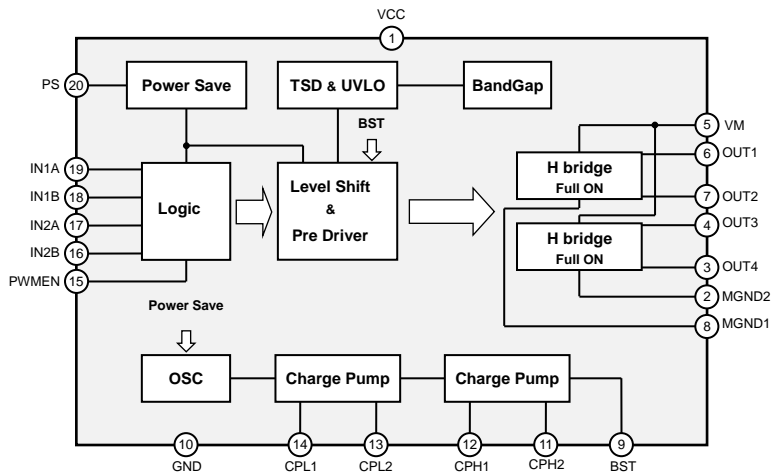 VCC
1
PS
20
Power Save
TSD & UVLO
BandGap
BST
5
VM
6
OUT1
IN1A
19
H bridge
Full ON
IN1B
18
Logic
Level Shift
&
Pre Driver
7
OUT2
IN2A
17
4
OUT3
H bridge
Full ON
IN2B
16
3
OUT4
PWMEN
15
2
MGND2
Power Save
8
MGND1
OSC
Charge Pump
Charge Pump
10
14
13
12
11
9
GND
CPL1
CPL2
CPH1
CPH2
BST